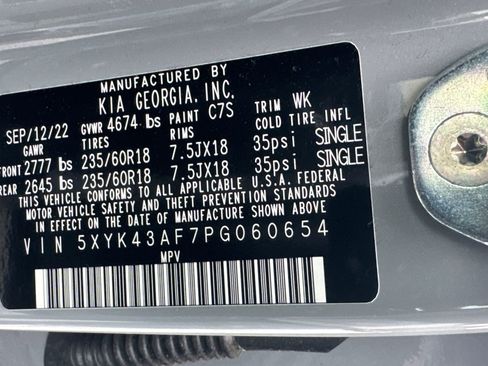 MANUFACTURED BY
KIA GEORGIA, INC.
SEP/12/22 GVWR 4674 lbs PAINT C7S TRIM WK
GAWR TIRES RIMS COLD TIRE INFL
FRONT 2777 lbs 235/60R18 7.5JX18 35psi SINGLE
REAR 2645 lbs 235/60R18 7.5JX18 35psi SINGLE
THIS VEHICLE CONFORMS TO ALL APPLICABLE U.S.A. FEDERAL
MOTOR VEHICLE SAFETY AND THEFT PREVENTION STANDARDS
IN EFFECT ON THE DATE OF MANUFACTURE SHOWN ABOVE.
VIN 5XYK43AF7PG060654
MPV